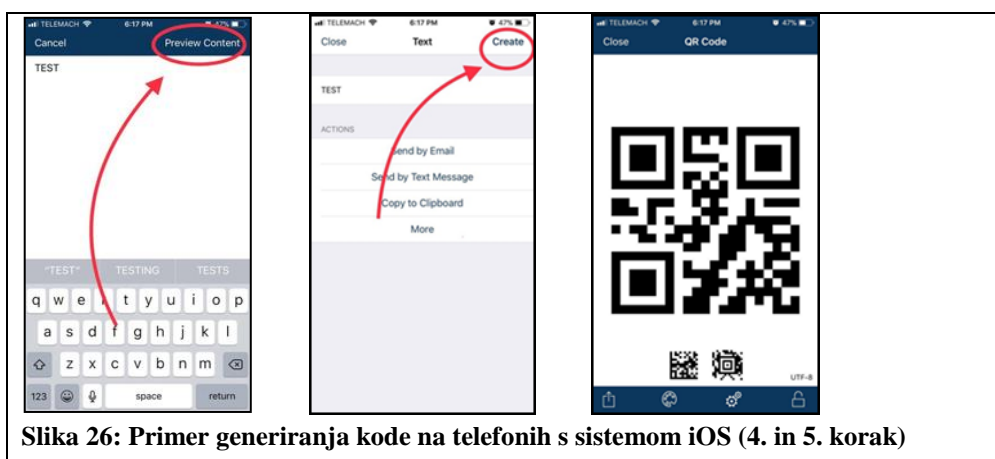 TELEMACH 6:17 PM 47%
Cancel Preview Content
TEST
"TEST" TESTING TESTS
q w e r t y u i o p
a s d f g h j k l
z x c v b n m
123 space return
TELEMACH 6:17 PM 47%
Close Text Create
TEST
ACTIONS
Send by Email
Send by Text Message
Copy to Clipboard
More
TELEMACH 6:17 PM 47%
Close QR Code
UTF-8
Slika 26: Primer generiranja kode na telefonih s sistemom iOS (4. in 5. korak)